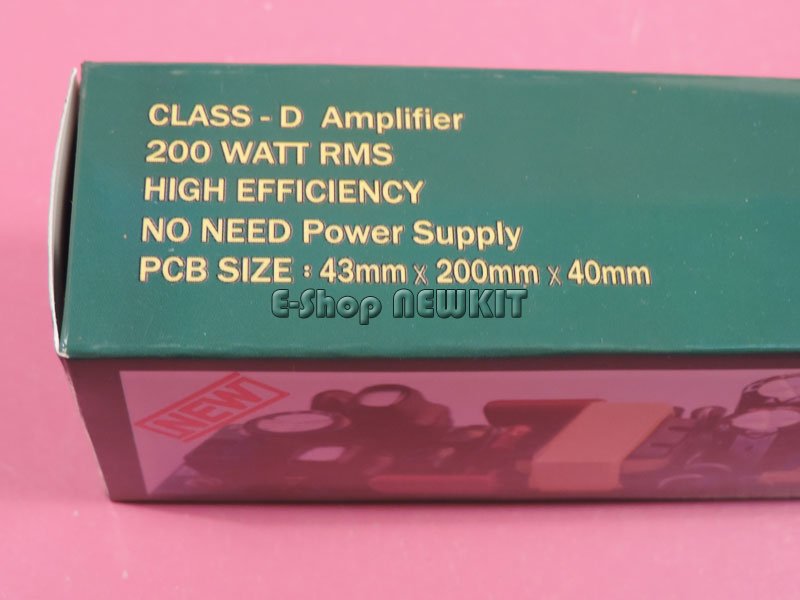 CLASS - D Amplifier
200 WATT RMS
HIGH EFFICIENCY
NO NEED Power Supply
PCB SIZE : 43mm x 200mm x 40mm
E-Shop NEWKIT
NEW